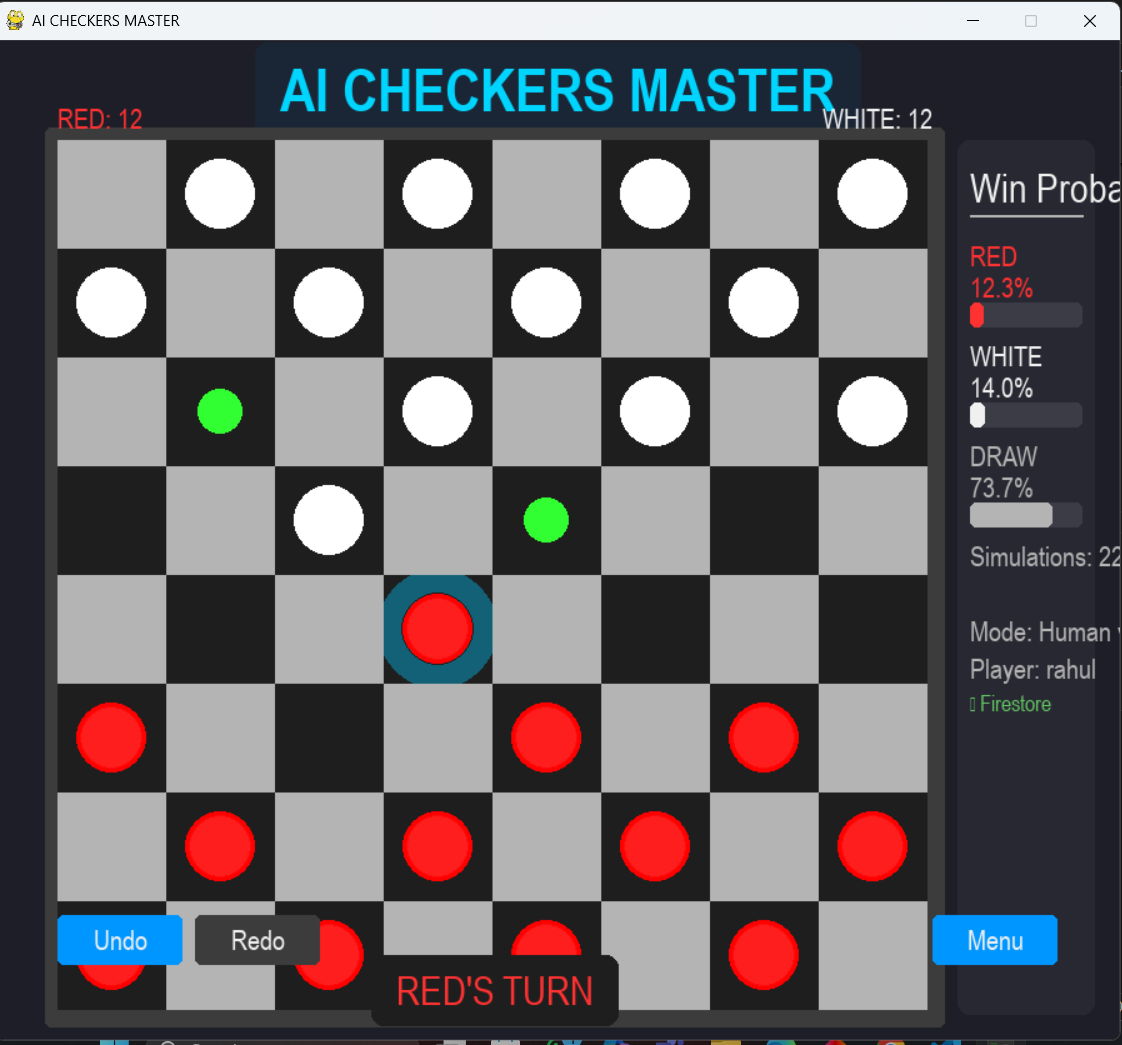 AI CHECKERS MASTER
AI CHECKERS MASTER
RED: 12
WHITE: 12
Win Proba
RED
12.3%
WHITE
14.0%
DRAW
73.7%
Simulations: 22
Mode: Human
Player: rahul
Firestore
Undo
Redo
Menu
RED'S TURN